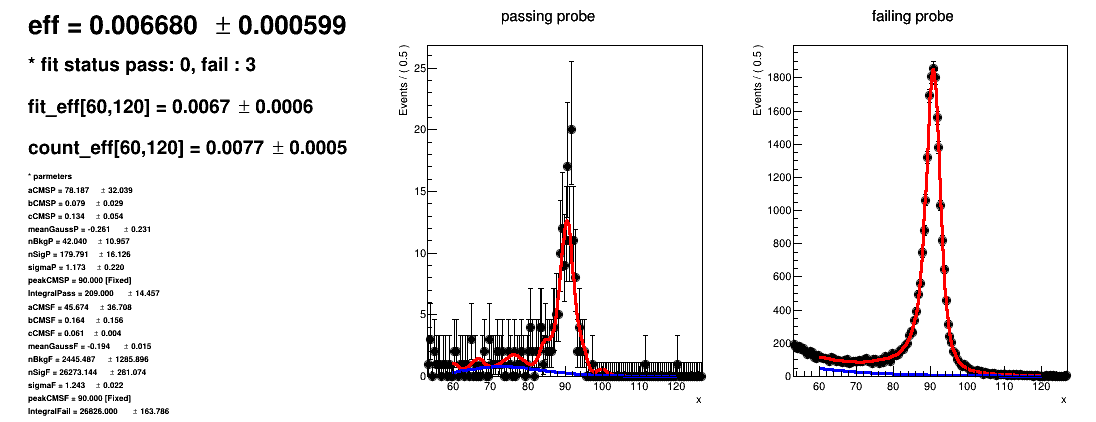 eff = 0.006680 ± 0.000599
* fit status pass: 0, fail : 3
fit_eff[60,120] = 0.0067 ± 0.0006
count_eff[60,120] = 0.0077 ± 0.0005
* parmeters
aCMSP = 78.187 ± 32.039
bCMSP = 0.079 ± 0.029
cCMSP = 0.134 ± 0.054
meanGaussP = -0.261 ± 0.231
nBkgP = 42.040 ± 10.957
nSigP = 179.791 ± 16.126
sigmaP = 1.173 ± 0.220
peakCMSP = 90.000 [Fixed]
IntegralPass = 209.000 ± 14.457
aCMSF = 45.674 ± 36.708
bCMSF = 0.164 ± 0.156
cCMSF = 0.061 ± 0.004
meanGaussF = -0.194 ± 0.015
nBkgF = 2445.487 ± 1285.896
nSigF = 26273.144 ± 281.074
sigmaF = 1.243 ± 0.022
peakCMSF = 90.000 [Fixed]
IntegralFail = 26826.000 ± 163.786
passing probe
Events / ( 0.5 )
25
20
15
10
5
0
60 70 80 90 100 110 120
x
failing probe
Events / ( 0.5 )
1800
1600
1400
1200
1000
800
600
400
200
0
60 70 80 90 100 110 120
x